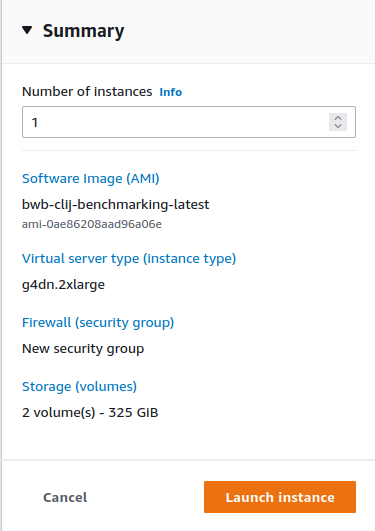 Summary
Number of instances Info
1
Software Image (AMI)
bwb-clij-benchmarking-latest
ami-0ae86208aad96a06e
Virtual server type (instance type)
g4dn.2xlarge
Firewall (security group)
New security group
Storage (volumes)
2 volume(s) - 325 GiB
Cancel
Launch instance